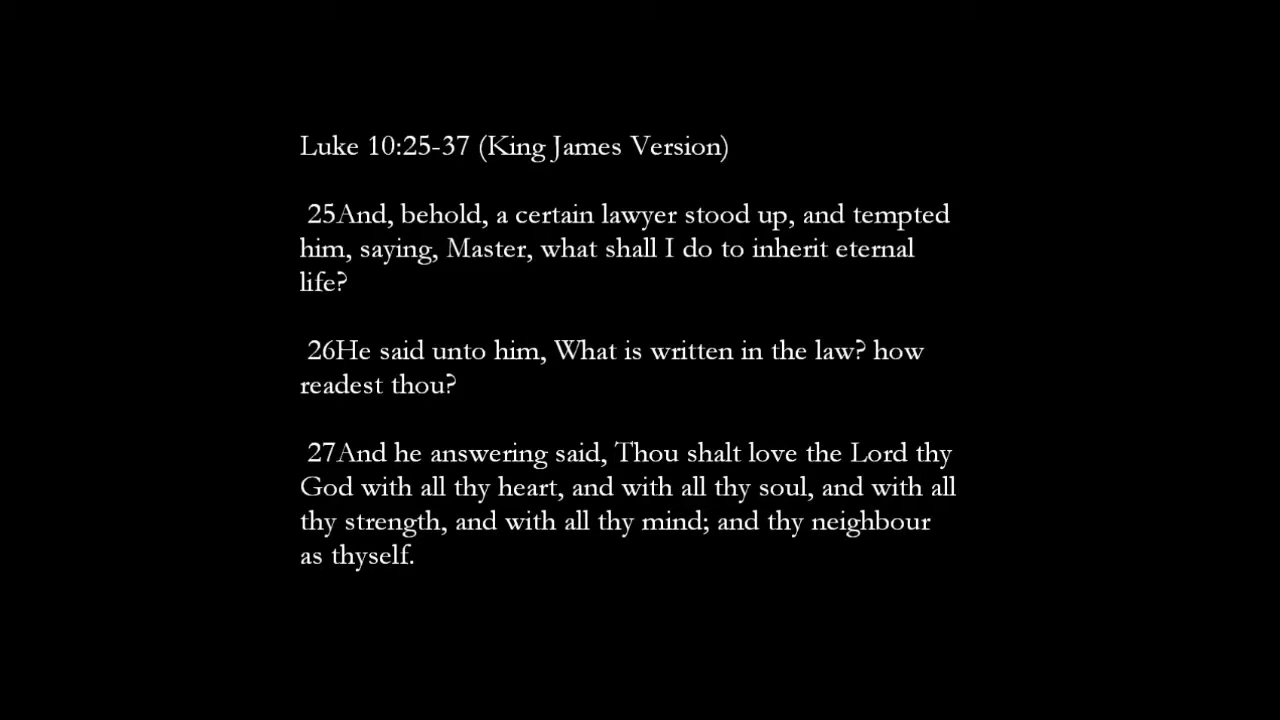 Luke 10:25-37 (King James Version)
25And, behold, a certain lawyer stood up, and tempted
him, saying, Master, what shall I do to inherit eternal
life?
26He said unto him, What is written in the law? how
readest thou?
27And he answering said, Thou shalt love the Lord thy
God with all thy heart, and with all thy soul, and with all
thy strength, and with all thy mind; and thy neighbour
as thyself.